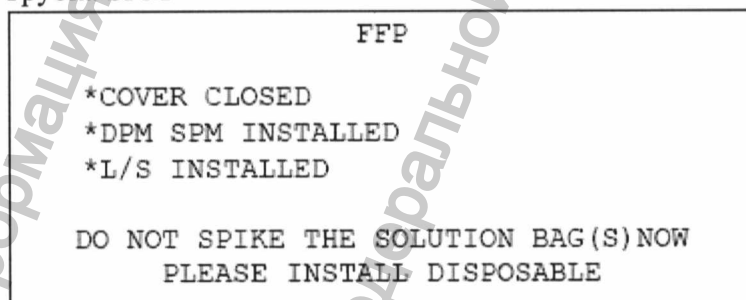 FFP
*COVER CLOSED
*DPM SPM INSTALLED
*L/S INSTALLED
DO NOT SPIKE THE SOLUTION BAG(S)NOW
PLEASE INSTALL DISPOSABLE